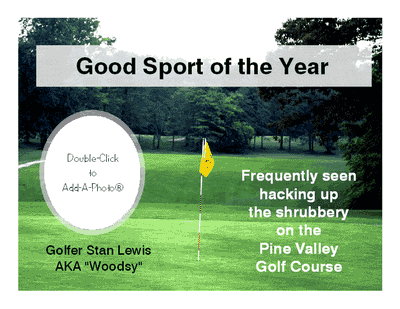 Good Sport of the Year
Double-Click
to
Add-A-Photo®
Frequently seen
hacking up
the shrubbery
on the
Pine Valley
Golf Course
Golfer Stan Lewis
AKA "Woodsy"